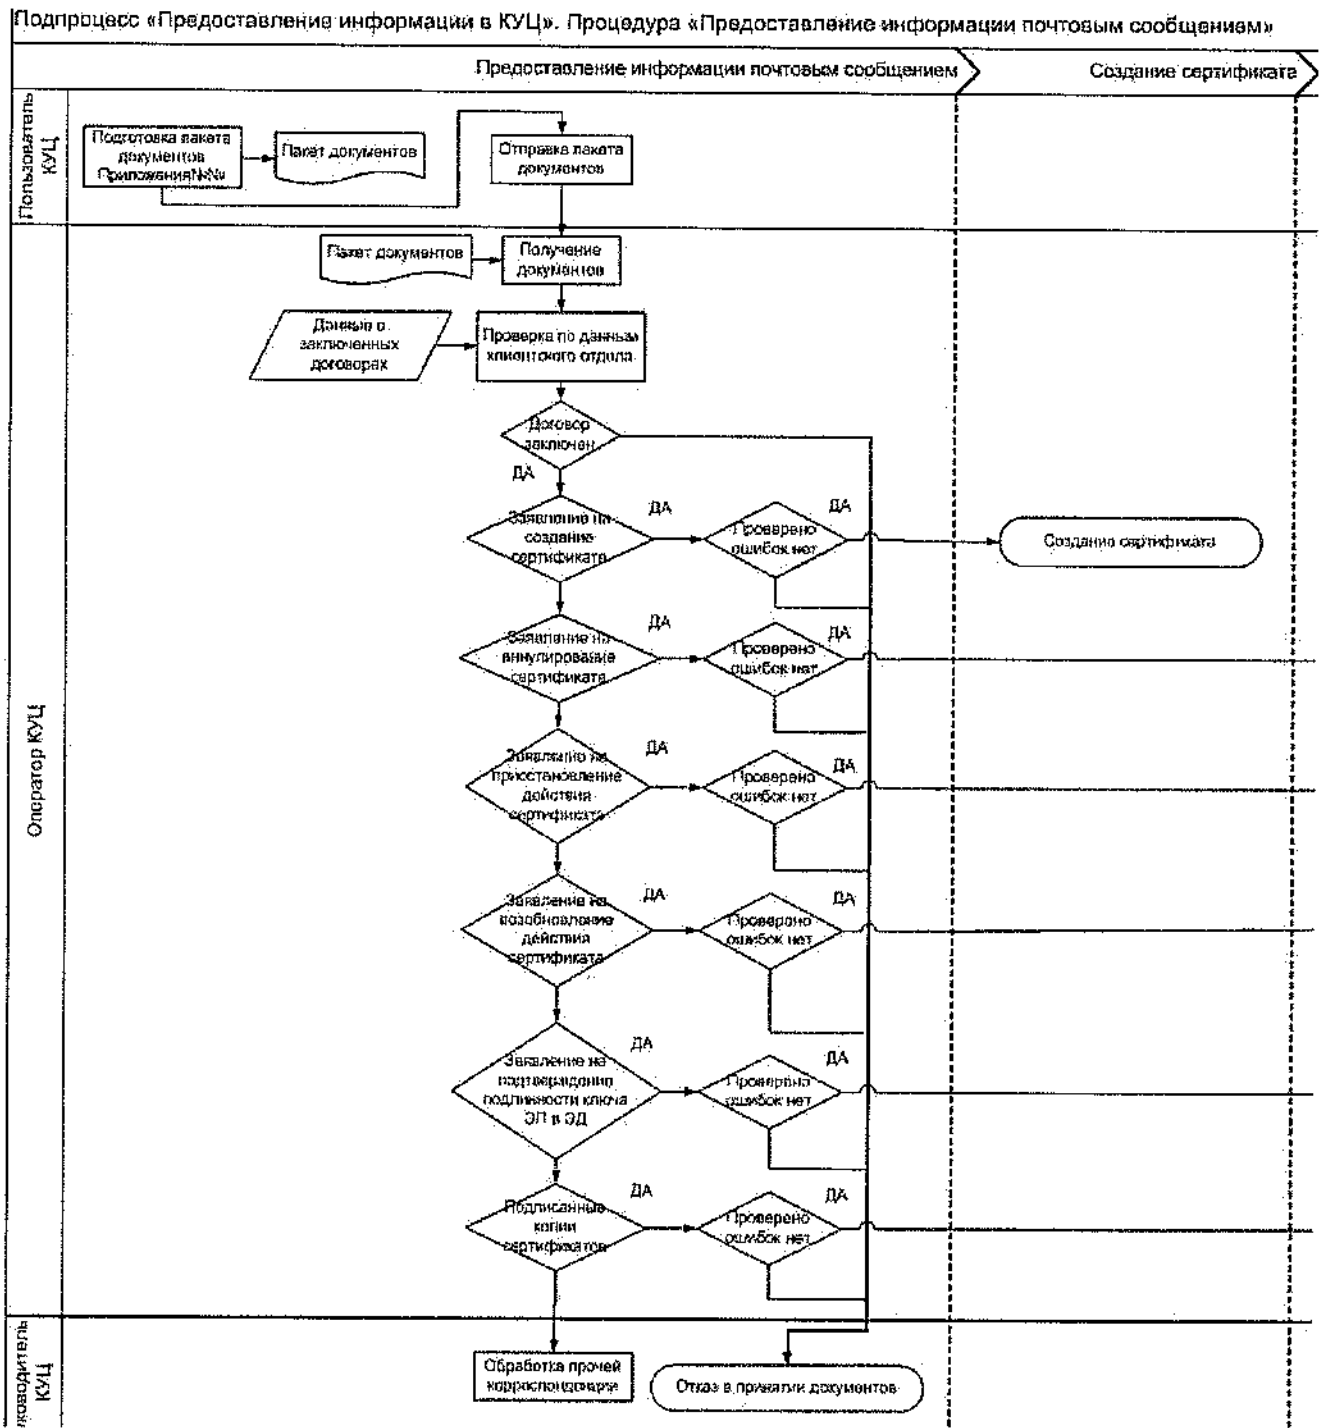 Подпроцесс «Предоставление информации в КУЦ». Процедура «Предоставление информации почтовым сообщением»
Предоставление информации почтовым сообщением
Создание сертификата
Пользователь
КУЦ
Подготовка пакета
документов
Приложения№№
Пакет документов
Отправка пакета
документов
Оператор КУЦ
Пакет документов
Получение
документов
Данные о
заключенных
договорах
Проверка по данным
клиентского отдела
Договор
заключен
ДА
Заявление на
создание
сертификата
ДА
Проверено
ошибок нет
ДА
Создание сертификата
Заявление на
аннулирование
сертификата
ДА
Проверено
ошибок нет
ДА
Заявление на
приостановление
действия
сертификата
ДА
Проверено
ошибок нет
ДА
Заявление на
возобновление
действия
сертификата
ДА
Проверено
ошибок нет
ДА
Заявление на
подтверждение
подлинности ключа
ЭП в ЭД
ДА
Проверено
ошибок нет
ДА
Подписанные
копии
сертификатов
ДА
Проверено
ошибок нет
ДА
ководитель
КУЦ
Обработка прочей
корреспонденции
Отказ в принятии документов